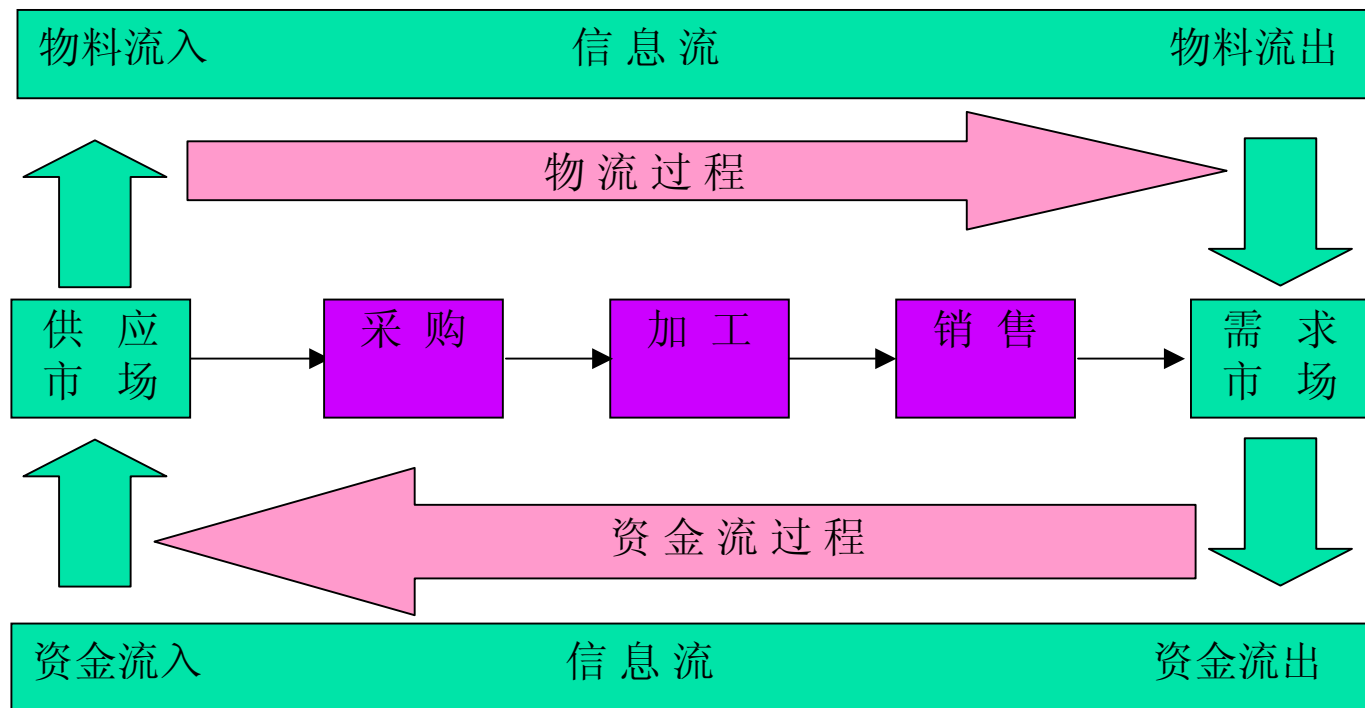 物料流入 信 息 流 物料流出
物 流 过 程
供 应
市 场
采 购
加 工
销 售
需 求
市 场
资 金 流 过 程
资金流入 信 息 流 资金流出